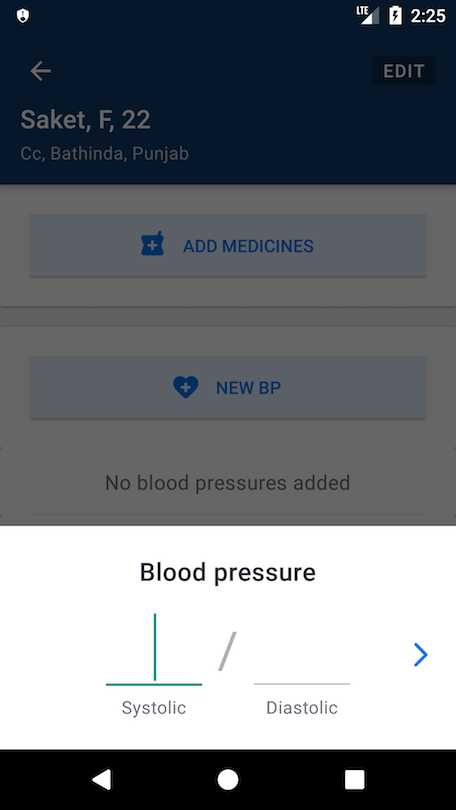 LTE 2:25
EDIT
Saket, F, 22
Cc, Bathinda, Punjab
ADD MEDICINES
NEW BP
No blood pressures added
Blood pressure
/
Systolic Diastolic